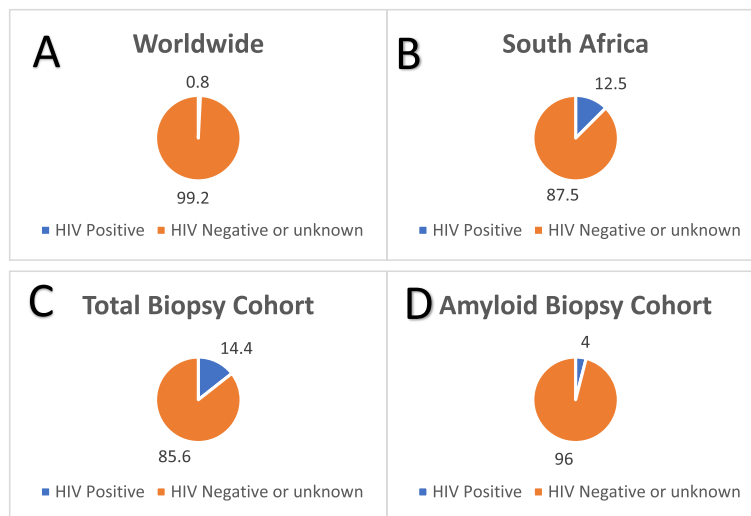 A
Worldwide
0.8
99.2
HIV Positive HIV Negative or unknown
B
South Africa
12.5
87.5
HIV Positive HIV Negative or unknown
C
Total Biopsy Cohort
14.4
85.6
HIV Positive HIV Negative or unknown
D
Amyloid Biopsy Cohort
4
96
HIV Positive HIV Negative or unknown